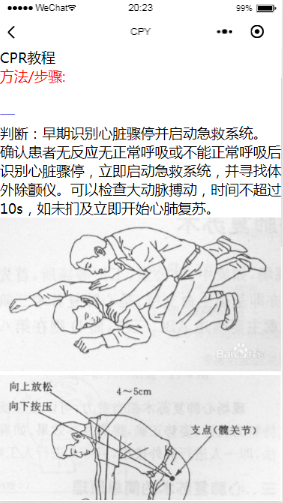 WeChat
20:23
99%
CPY
CPR教程
方法/步骤:
一
判断：早期识别心脏骤停并启动急救系统。
确认患者无反应无正常呼吸或不能正常呼吸后
识别心脏骤停，立即启动急救系统，并寻找体
外除颤仪。可以检查大动脉搏动，时间不超过
10s，如未扪及立即开始心肺复苏。
Bai百科
向上放松
4～5cm
向下按压
支点(髋关节)